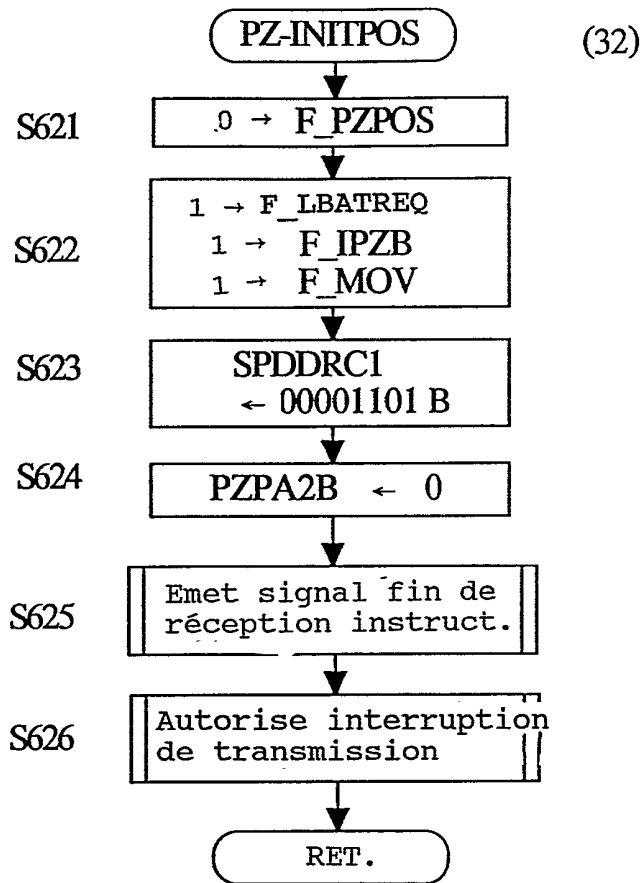 PZ-INITPOS
(32)
S621
0 → F_PZPOS
S622
1 → F_LBATREQ
1 → F_IPZB
1 → F_MOV
S623
SPDDRC1
← 00001101 B
S624
PZPA2B ← 0
S625
Emet signal fin de
réception instruct.
S626
Autorise interruption
de transmission
RET.